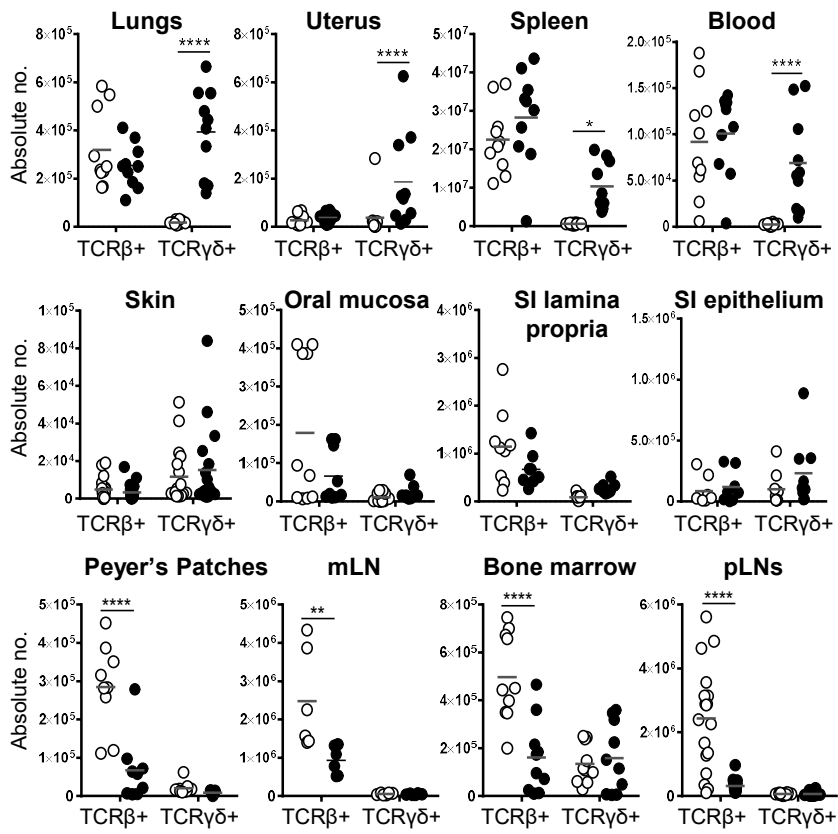 Lungs
Absolute no.
8×10⁵
6×10⁵
4×10⁵
2×10⁵
0
****
TCRβ+ TCRγδ+
Uterus
8×10⁵
6×10⁵
4×10⁵
2×10⁵
0
****
TCRβ+ TCRγδ+
Spleen
5×10⁷
4×10⁷
3×10⁷
2×10⁷
1×10⁷
0
*
TCRβ+ TCRγδ+
Blood
2.0×10⁵
1.5×10⁵
1.0×10⁵
5.0×10⁴
0
****
TCRβ+ TCRγδ+
Skin
Absolute no.
1×10⁵
8×10⁴
6×10⁴
4×10⁴
2×10⁴
0
TCRβ+ TCRγδ+
Oral mucosa
5×10⁵
4×10⁵
3×10⁵
2×10⁵
1×10⁵
0
TCRβ+ TCRγδ+
SI lamina
propria
4×10⁶
3×10⁶
2×10⁶
1×10⁶
0
TCRβ+ TCRγδ+
SI epithelium
1.5×10⁶
1.0×10⁶
5.0×10⁵
0
TCRβ+ TCRγδ+
Peyer's Patches
Absolute no.
5×10⁵
4×10⁵
3×10⁵
2×10⁵
1×10⁵
0
****
TCRβ+ TCRγδ+
mLN
5×10⁶
4×10⁶
3×10⁶
2×10⁶
1×10⁶
0
**
TCRβ+ TCRγδ+
Bone marrow
8×10⁵
6×10⁵
4×10⁵
2×10⁵
0
****
TCRβ+ TCRγδ+
pLNs
6×10⁶
4×10⁶
2×10⁶
0
****
TCRβ+ TCRγδ+